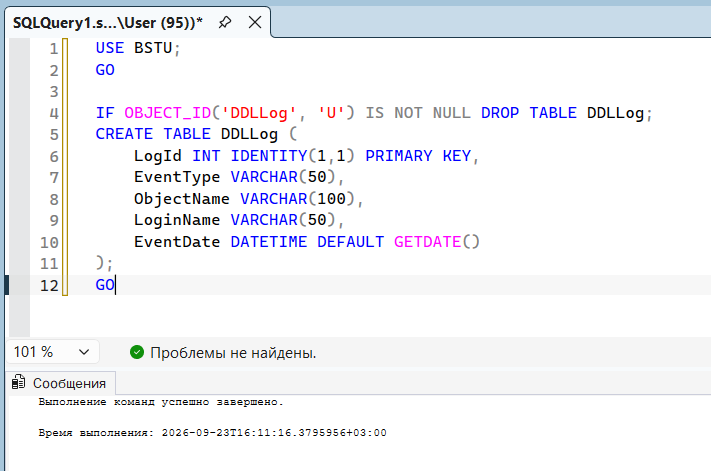 SQLQuery1.s...\User (95))*
1 USE BSTU;
2 GO
3
4 IF OBJECT_ID('DDLLog', 'U') IS NOT NULL DROP TABLE DDLLog;
5 CREATE TABLE DDLLog (
6 LogId INT IDENTITY(1,1) PRIMARY KEY,
7 EventType VARCHAR(50),
8 ObjectName VARCHAR(100),
9 LoginName VARCHAR(50),
10 EventDate DATETIME DEFAULT GETDATE()
11 );
12 GO
101 % Проблемы не найдены.
Сообщения
Выполнение команд успешно завершено.
Время выполнения: 2026-09-23T16:11:16.3795956+03:00